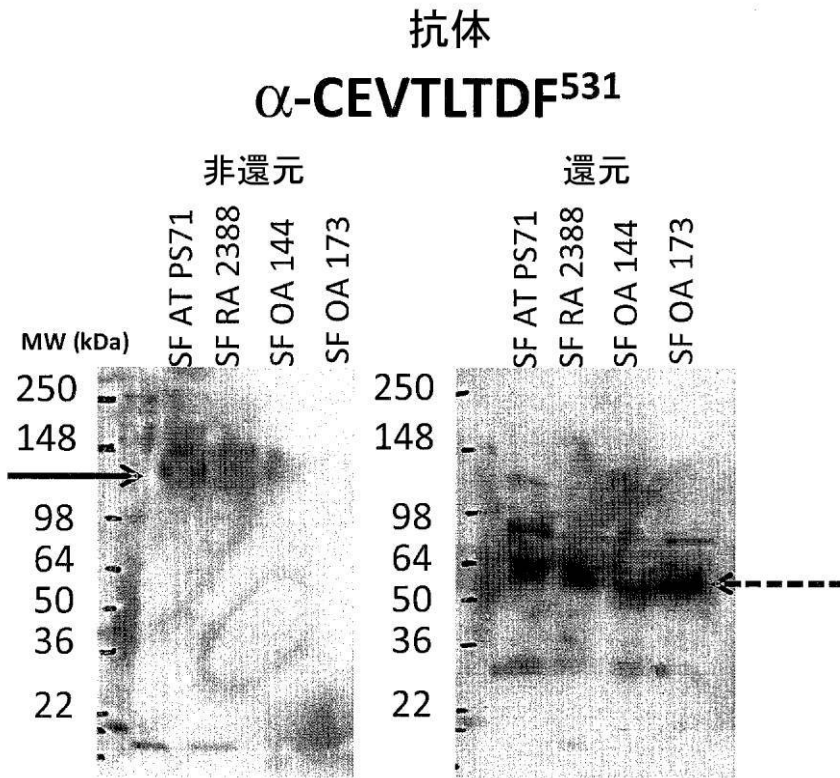 抗体
α-CEVTLTDF⁵³¹
非還元
還元
SF AT PS71
SF RA 2388
SF OA 144
SF OA 173
SF AT PS71
SF RA 2388
SF OA 144
SF OA 173
MW (kDa)
250
148
98
64
50
36
22
250
148
98
64
50
36
22